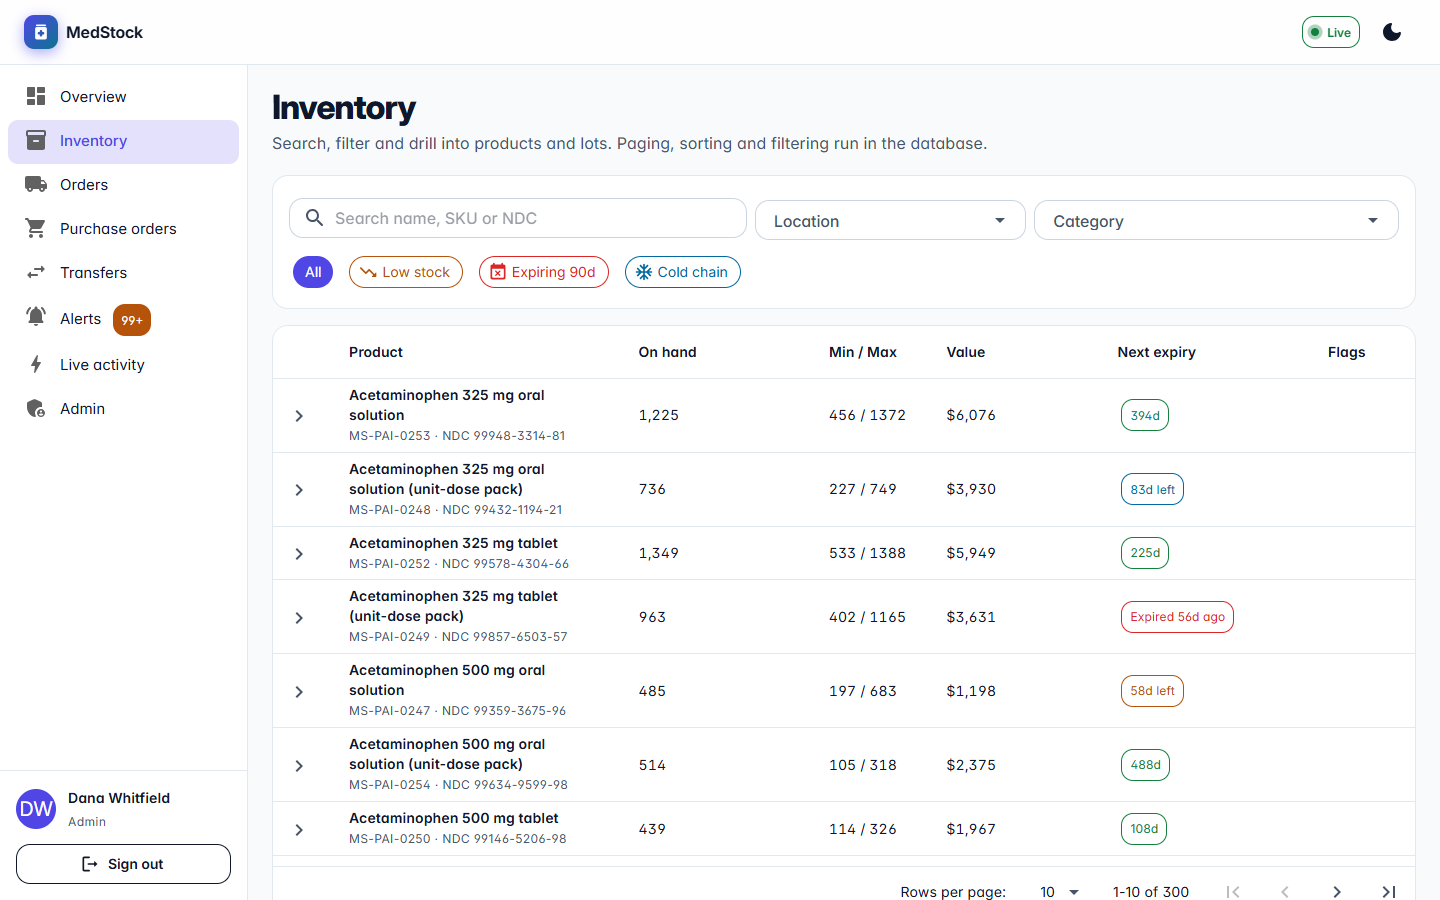 MedStock
Live
Overview
Inventory
Orders
Purchase orders
Transfers
Alerts 99+
Live activity
Admin
Dana Whitfield
DW
Admin
Sign out
Inventory
Search, filter and drill into products and lots. Paging, sorting and filtering run in the database.
Search name, SKU or NDC
Location
Category
All
Low stock
Expiring 90d
Cold chain
Product On hand Min / Max Value Next expiry Flags
Acetaminophen 325 mg oral
solution
MS-PAI-0253 · NDC 99948-3314-81
1,225 456 / 1372 $6,076 394d
Acetaminophen 325 mg oral
solution (unit-dose pack)
MS-PAI-0248 · NDC 99432-1194-21
736 227 / 749 $3,930 83d left
Acetaminophen 325 mg tablet
MS-PAI-0252 · NDC 99578-4304-66
1,349 533 / 1388 $5,949 225d
Acetaminophen 325 mg tablet
(unit-dose pack)
MS-PAI-0249 · NDC 99857-6503-57
963 402 / 1165 $3,631 Expired 56d ago
Acetaminophen 500 mg oral
solution
MS-PAI-0247 · NDC 99359-3675-96
485 197 / 683 $1,198 58d left
Acetaminophen 500 mg oral
solution (unit-dose pack)
MS-PAI-0254 · NDC 99634-9599-98
514 105 / 318 $2,375 488d
Acetaminophen 500 mg tablet
MS-PAI-0250 · NDC 99146-5206-98
439 114 / 326 $1,967 108d
Rows per page: 10 1-10 of 300